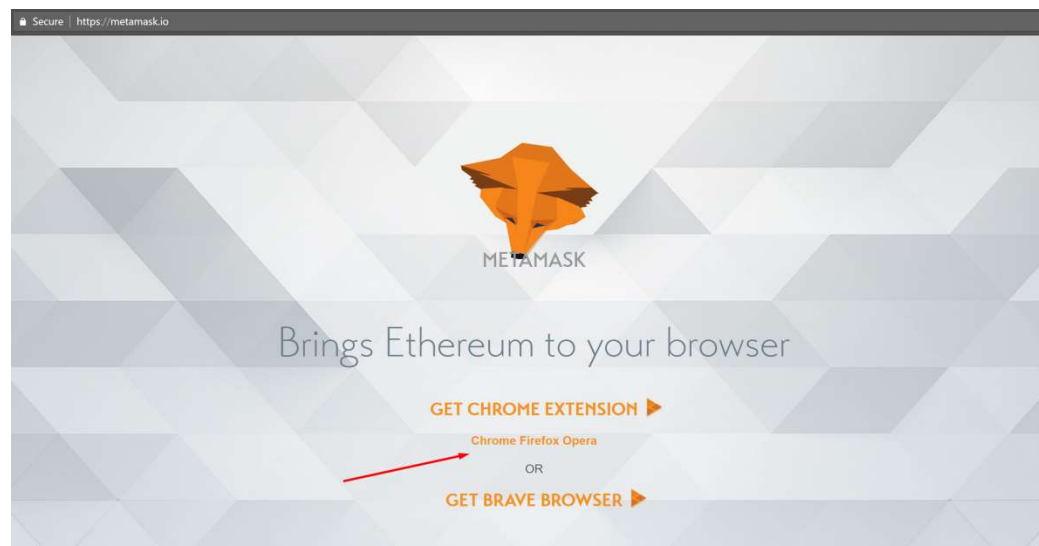 Secure | https://metamask.io
METAMASK
Brings Ethereum to your browser
GET CHROME EXTENSION
Chrome Firefox Opera
OR
GET BRAVE BROWSER